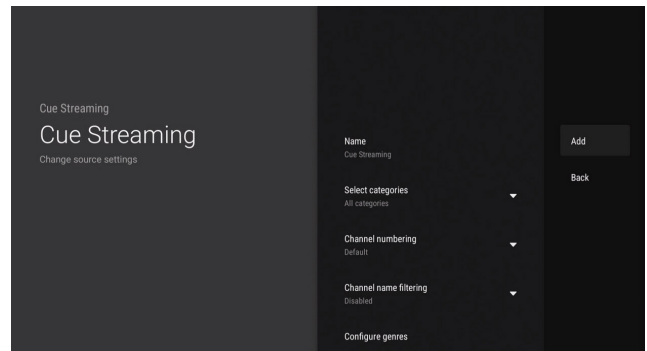 Cue Streaming
Cue Streaming
Change source settings
Name
Cue Streaming
Select categories
All categories
Channel numbering
Default
Channel name filtering
Disabled
Configure genres
Add
Back